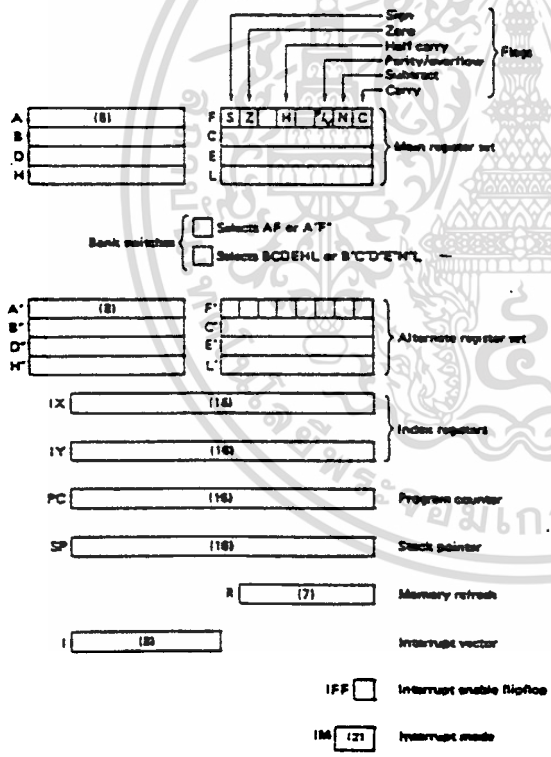 Sign
Zero
Half carry
Parity/overflow
Subtract
Carry
Flags
A (8) F S Z H N C
B C
D E
H L
Main register set
Bank switches
Selects AF or A'F'
Selects BCDEHL or B'C'D'E'H'L
A' (8) F'
B' C'
D' E'
H' L'
Alternate register set
IX (16)
Index registers
IY (16)
PC (16) Program counter
SP (16) Stack pointer
R (7) Memory refresh
I (8) Interrupt vector
IFF Interrupt enable flipflop
IM (2) Interrupt mode